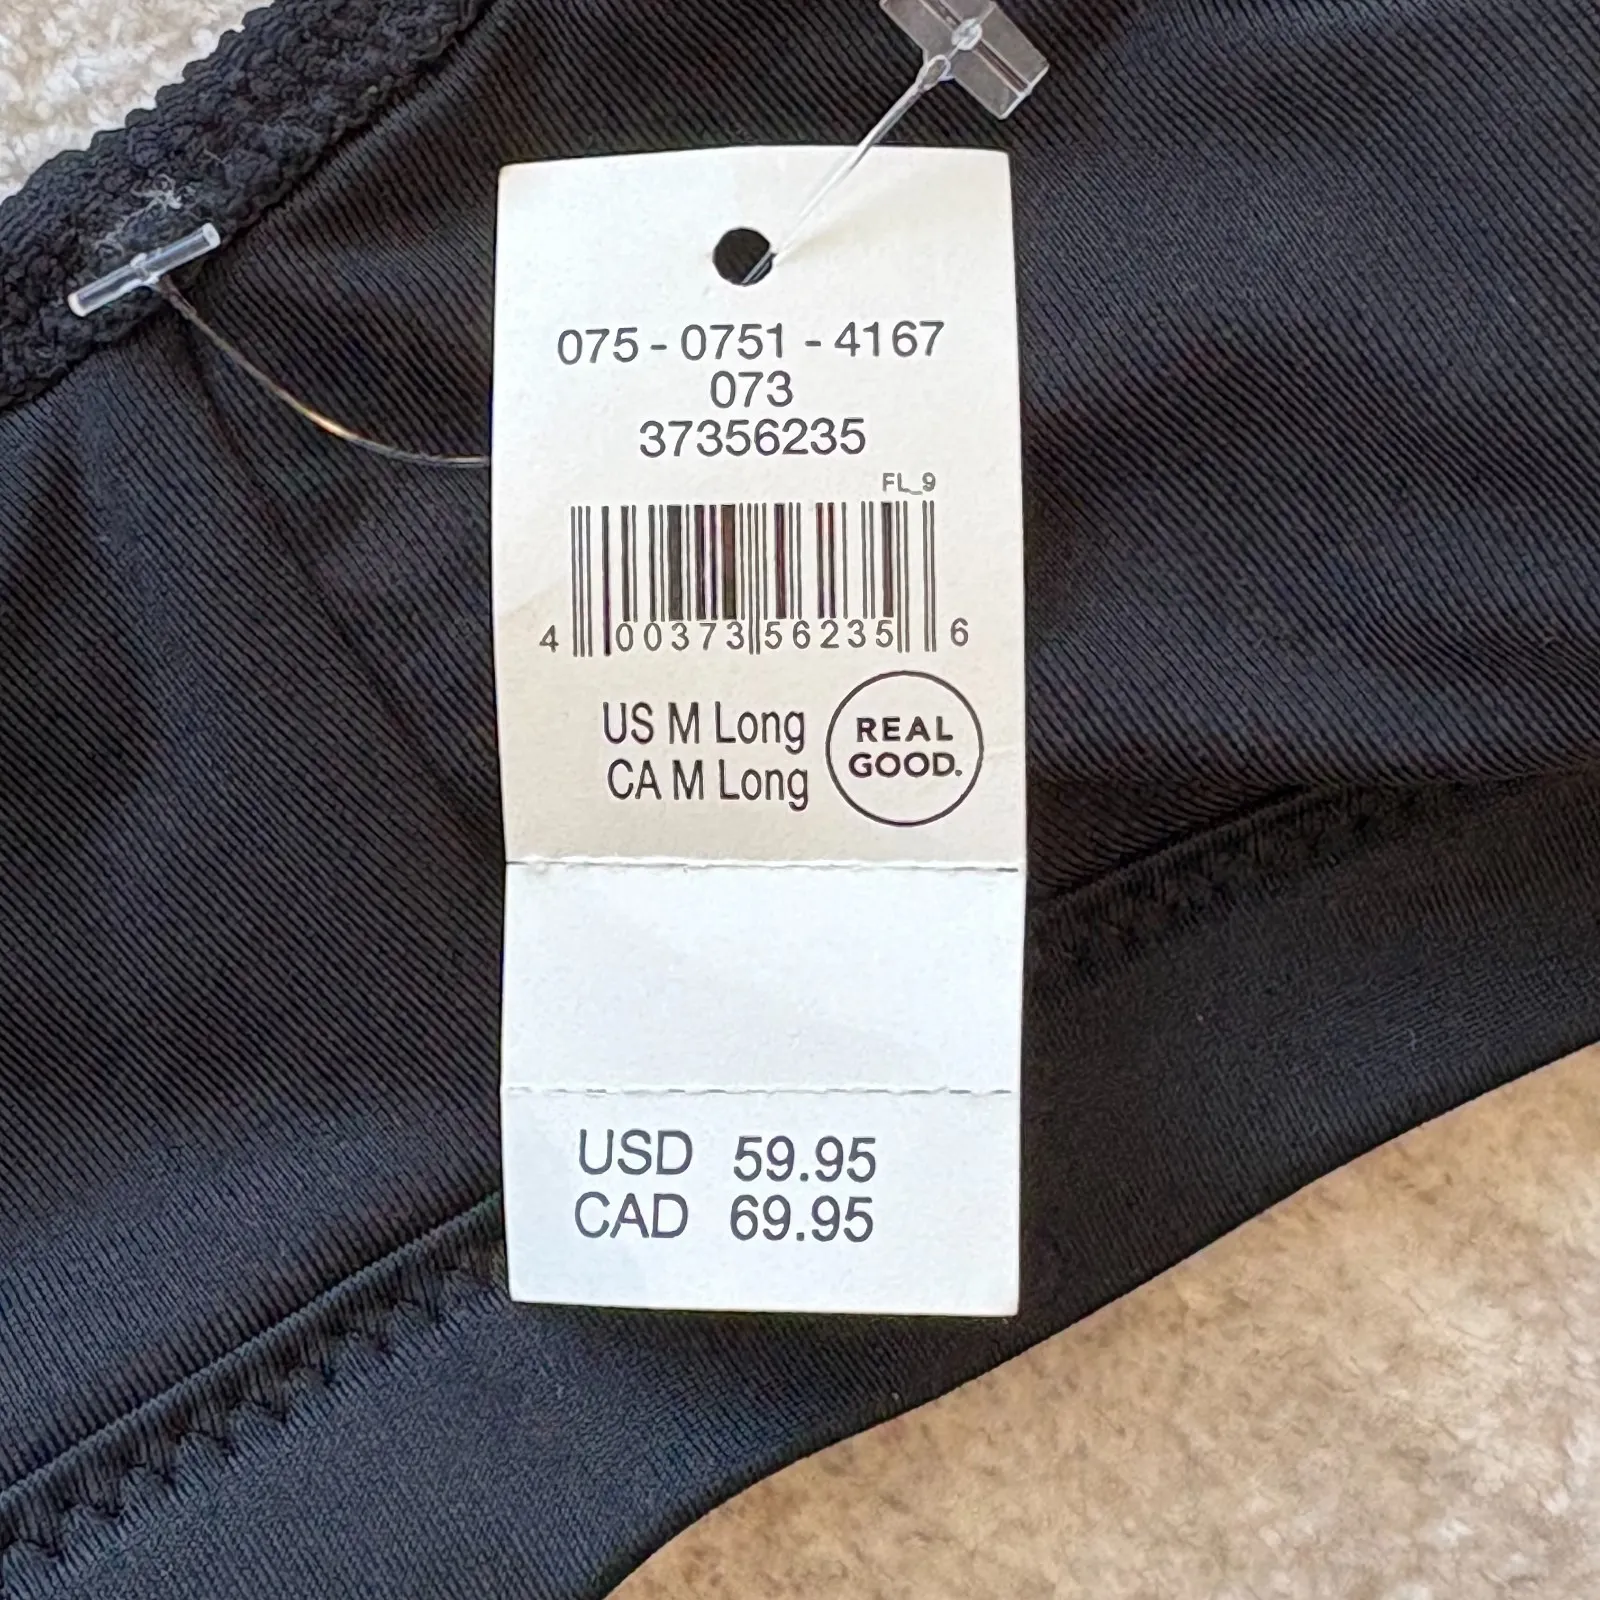 075 - 0751 - 4167
073
37356235
FL_9
4 00373 56235 6
US M Long
CA M Long
REAL
GOOD.
USD 59.95
CAD 69.95